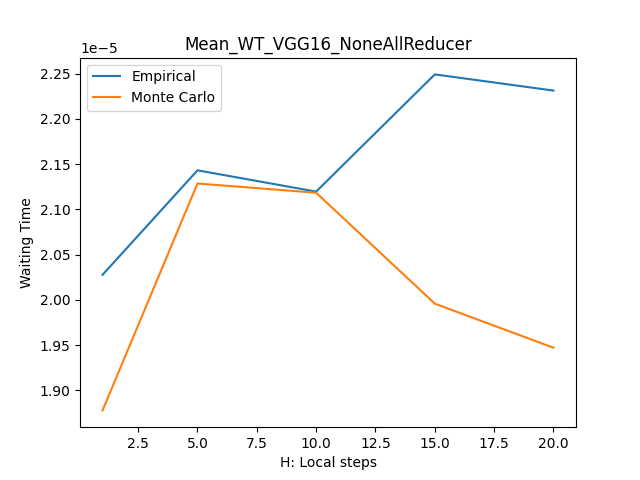 Mean_WT_VGG16_NoneAllReducer
1e−5
Empirical
Monte Carlo
2.25
2.20
2.15
2.10
2.05
2.00
1.95
1.90
Waiting Time
2.5 5.0 7.5 10.0 12.5 15.0 17.5 20.0
H: Local steps